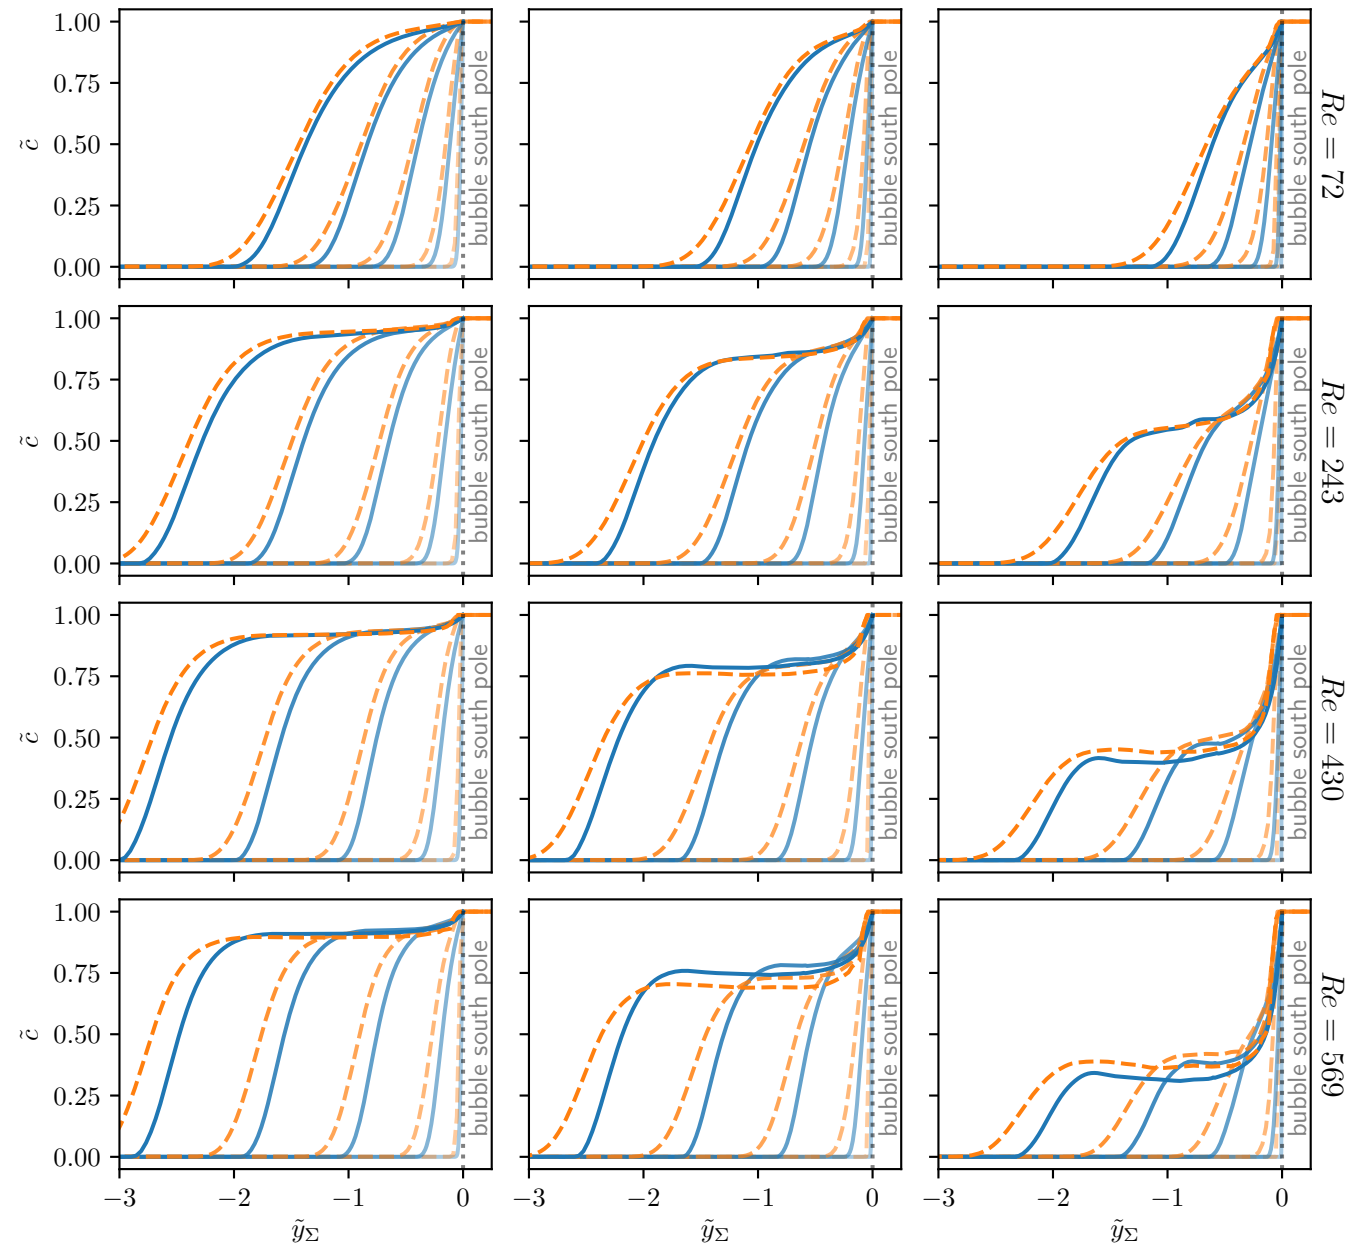 1.00
0.75
0.50
0.25
0.00
c̃
bubble south pole
bubble south pole
bubble south pole
Re = 72
1.00
0.75
0.50
0.25
0.00
c̃
bubble south pole
bubble south pole
bubble south pole
Re = 243
1.00
0.75
0.50
0.25
0.00
c̃
bubble south pole
bubble south pole
bubble south pole
Re = 430
1.00
0.75
0.50
0.25
0.00
c̃
bubble south pole
bubble south pole
bubble south pole
Re = 569
−3 −2 −1 0 −3 −2 −1 0 −3 −2 −1 0
ỹ_Σ ỹ_Σ ỹ_Σ